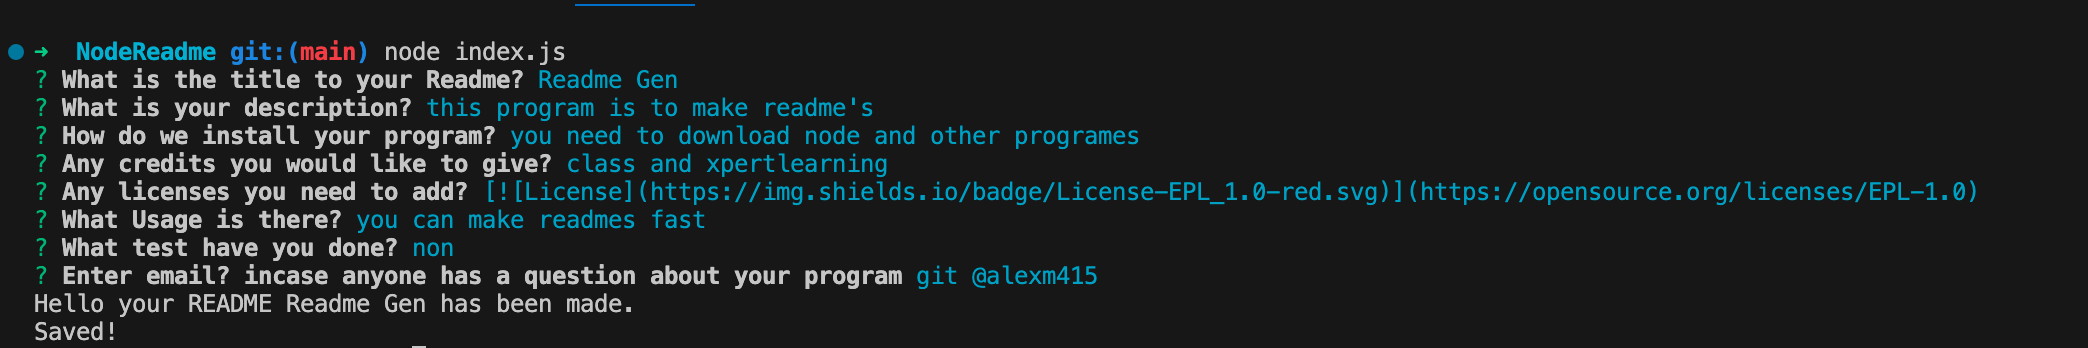 ➜ NodeReadme git:(main) node index.js
? What is the title to your Readme? Readme Gen
? What is your description? this program is to make readme's
? How do we install your program? you need to download node and other programes
? Any credits you would like to give? class and xpertlearning
? Any licenses you need to add? [![License](https://img.shields.io/badge/License-EPL_1.0-red.svg)](https://opensource.org/licenses/EPL-1.0)
? What Usage is there? you can make readmes fast
? What test have you done? non
? Enter email? incase anyone has a question about your program git @alexm415
Hello your README Readme Gen has been made.
Saved!